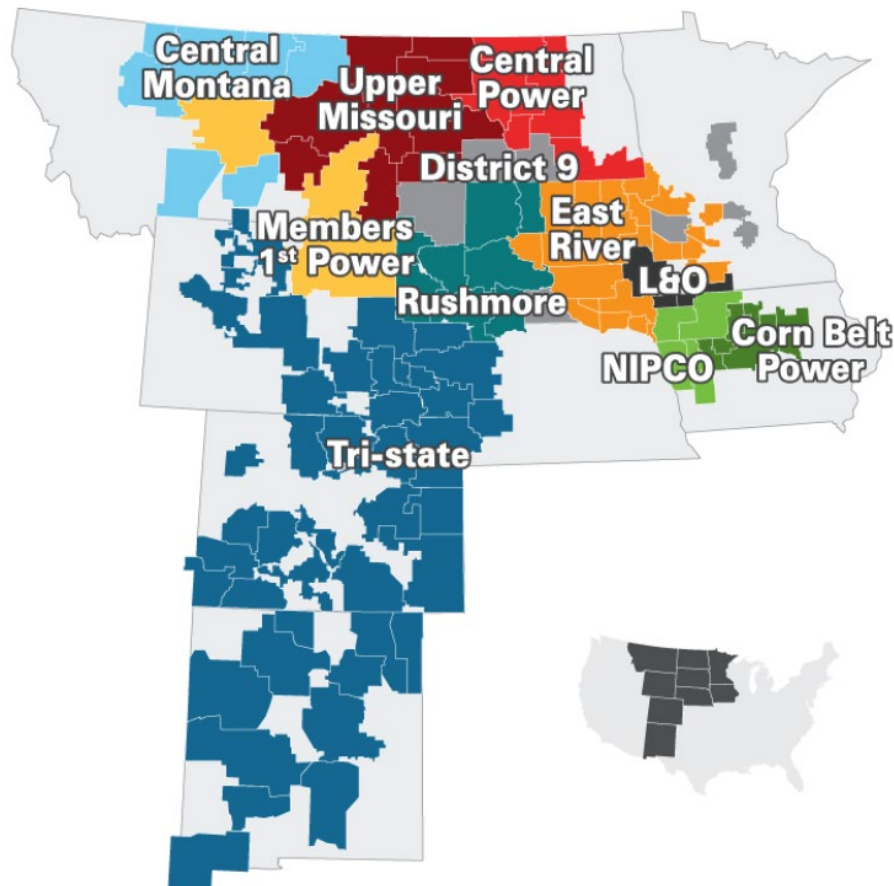 Central
Montana
Upper
Missouri
Central
Power
District 9
Members
1st Power
East
River
L&O
Rushmore
NIPCO
Corn Belt
Power
Tri-state